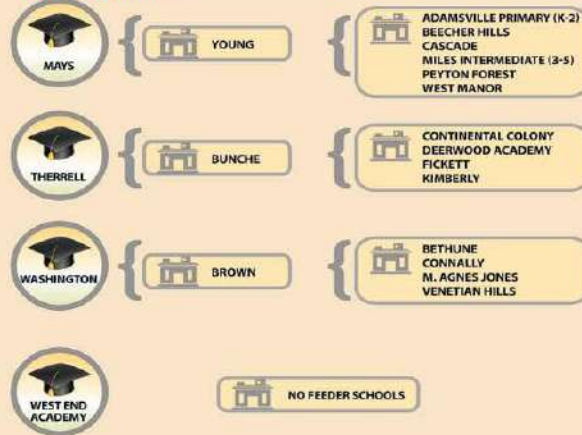 MAYS
YOUNG
ADAMSVILLE PRIMARY (K-2)
BEECHER HILLS
CASCADE
MILES INTERMEDIATE (3-5)
PEYTON FOREST
WEST MANOR
THERRELL
BUNCHE
CONTINENTAL COLONY
DEERWOOD ACADEMY
FICKETT
KIMBERLY
WASHINGTON
BROWN
BETHUNE
CONNALLY
M. AGNES JONES
VENETIAN HILLS
WEST END
ACADEMY
NO FEEDER SCHOOLS